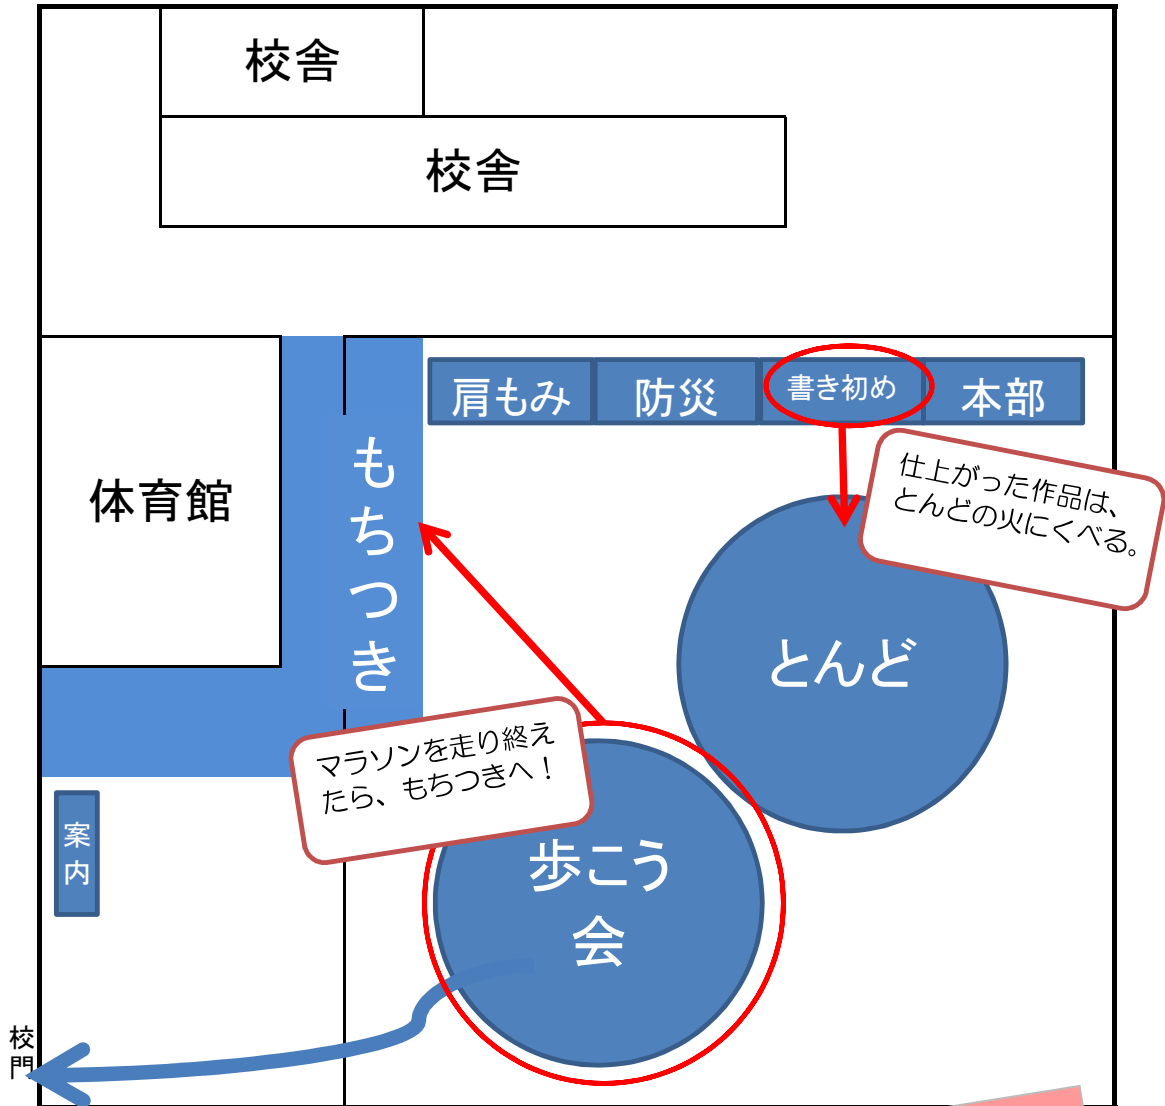 校舎
校舎
肩もみ
防災
書き初め
本部
仕上がった作品は、
とんどの火にくべる。
体育館
もちつき
とんど
マラソンを走り終え
たら、もちつきへ！
歩こう
会
案内
校門